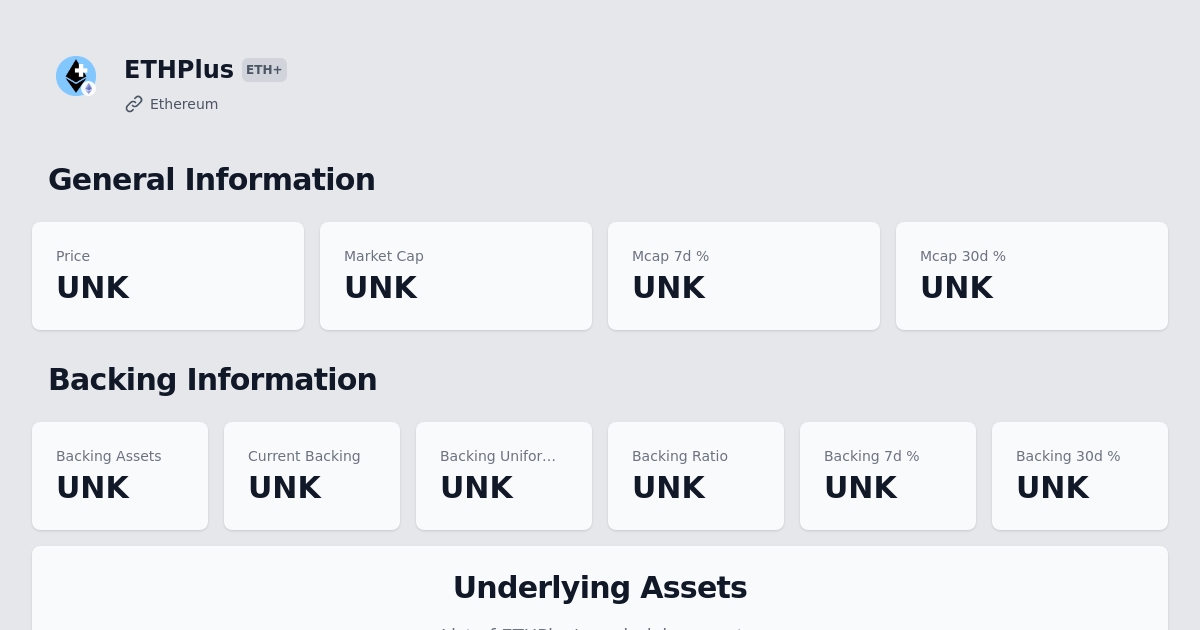 ETHPlus ETH+
Ethereum
General Information
Price Market Cap Mcap 7d % Mcap 30d %
UNK UNK UNK UNK
Backing Information
Backing Assets Current Backing Backing Unifor... Backing Ratio Backing 7d % Backing 30d %
UNK UNK UNK UNK UNK UNK
Underlying Assets